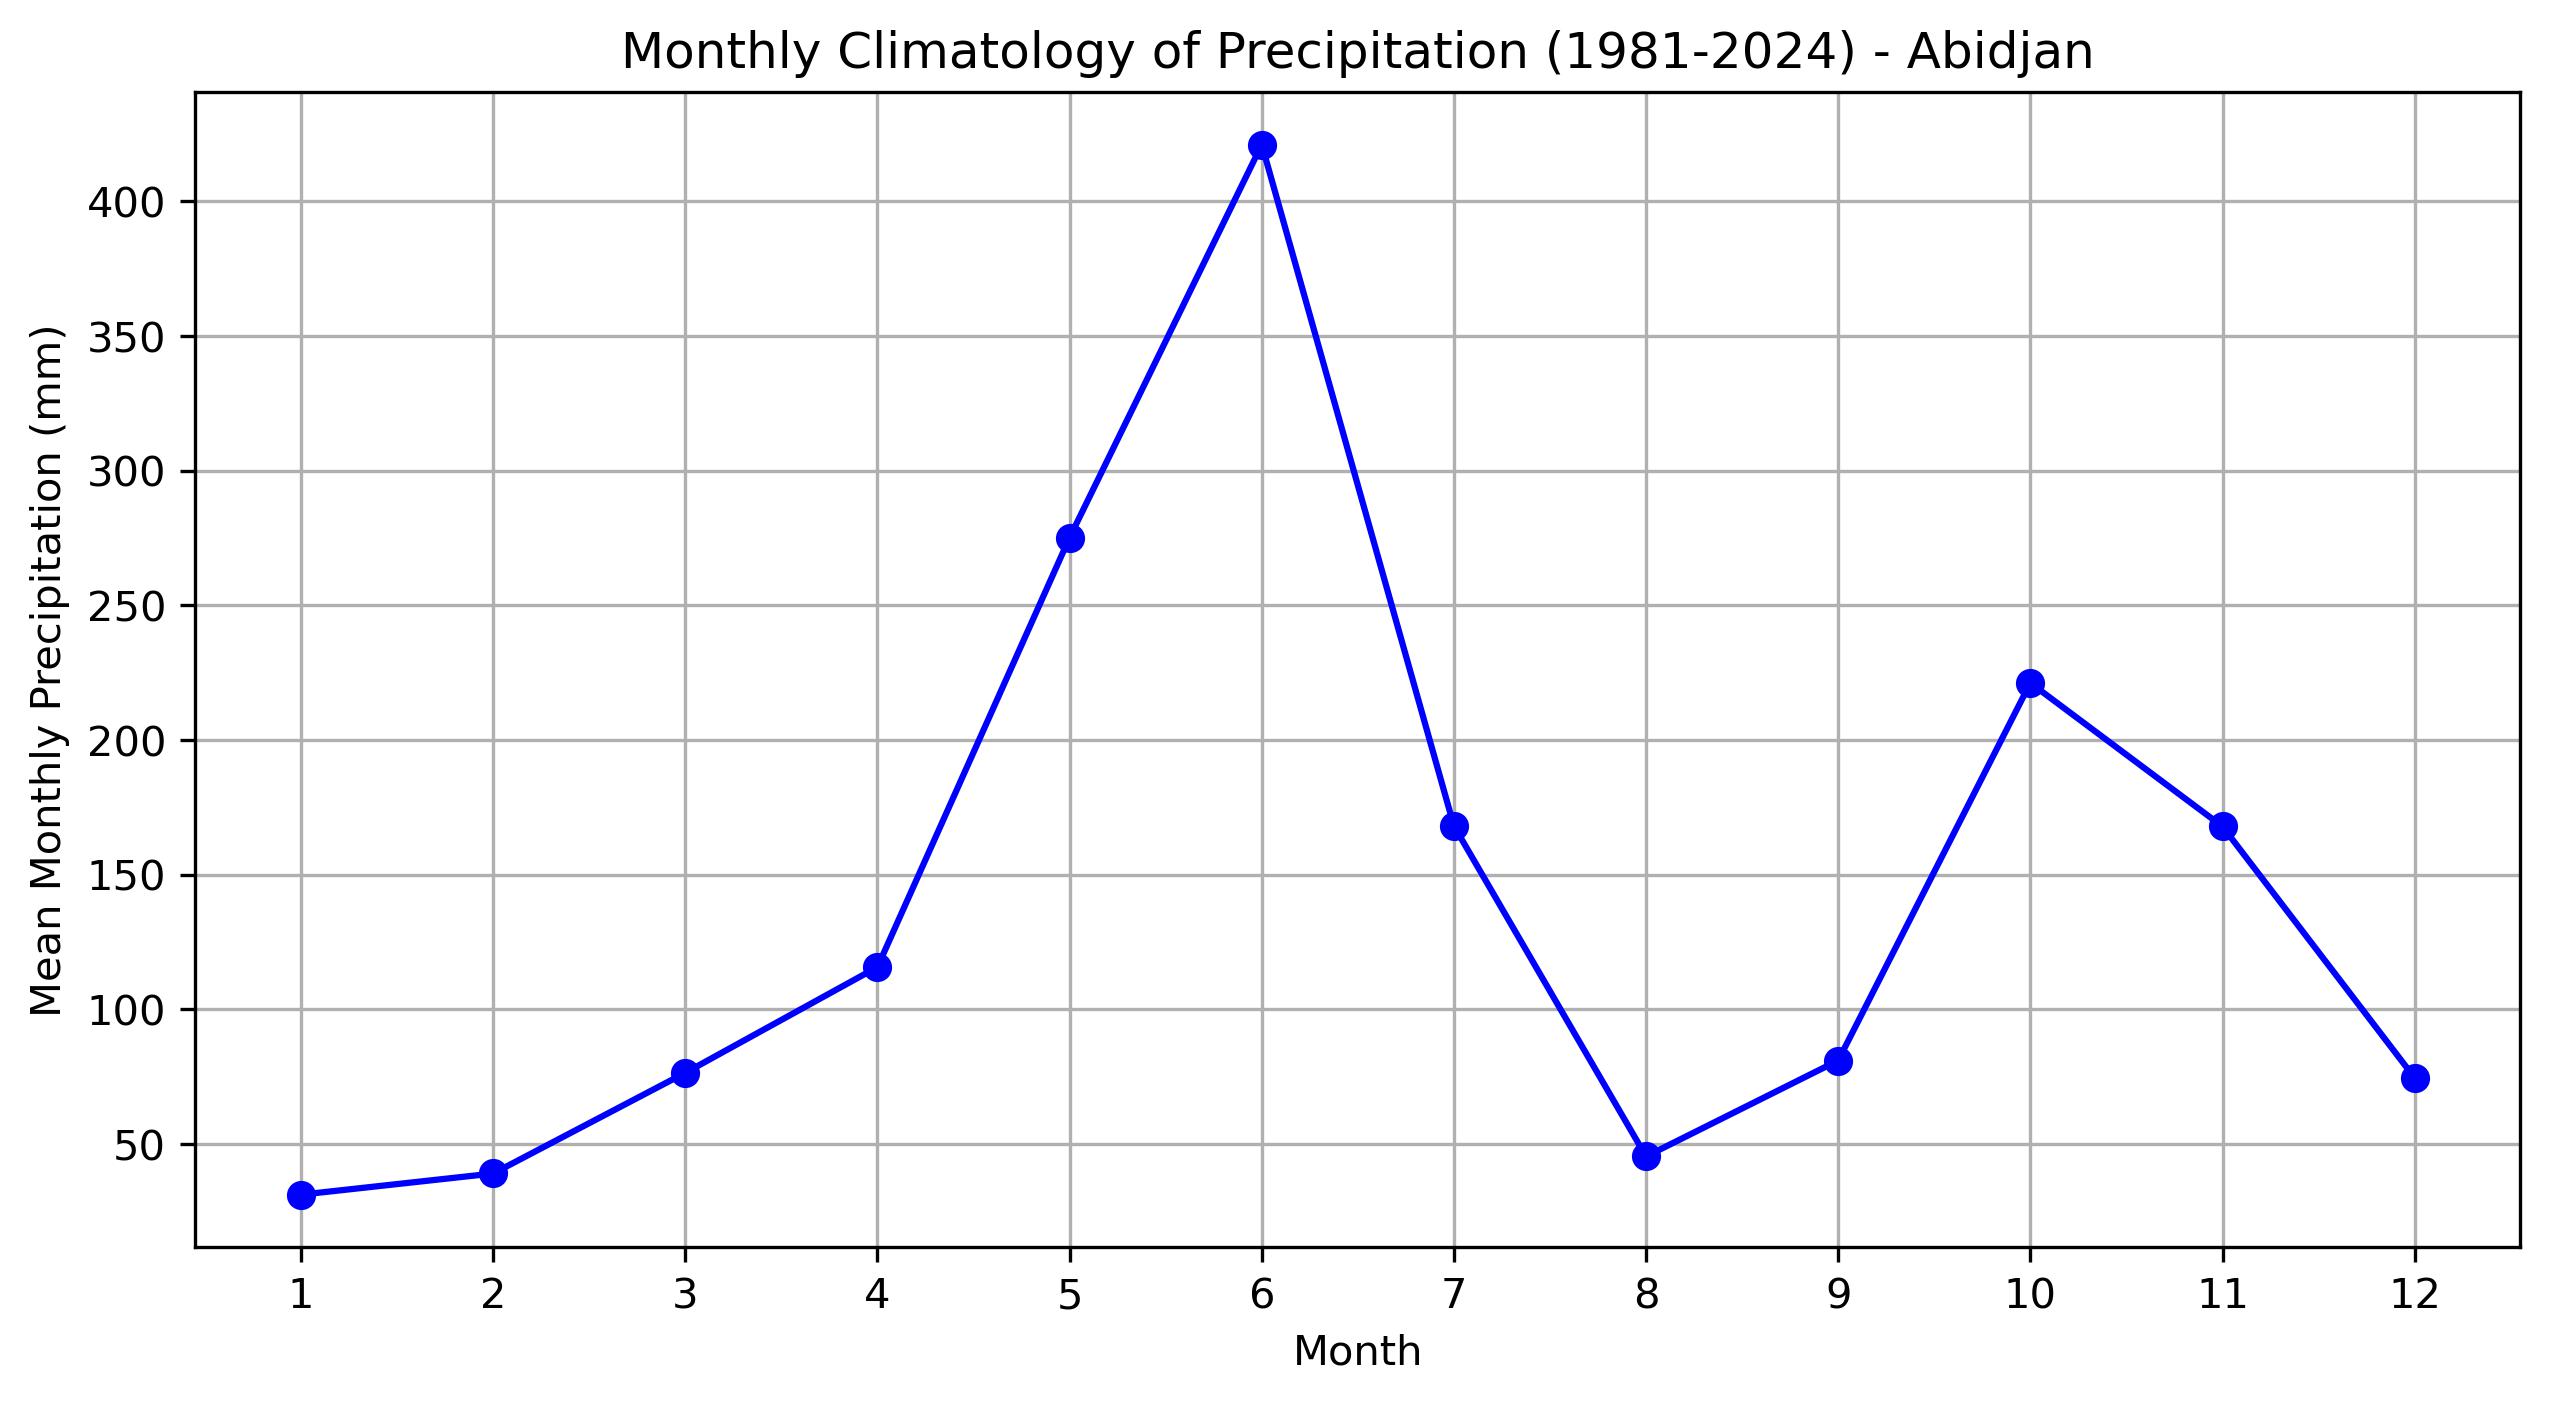 Monthly Climatology of Precipitation (1981-2024) - Abidjan
Mean Monthly Precipitation (mm)
400
350
300
250
200
150
100
50
1 2 3 4 5 6 7 8 9 10 11 12
Month